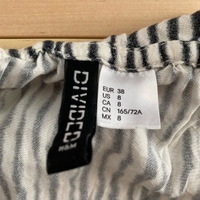 DIVIDED
H&M
EUR 38
US 8
CA 8
CN 165/72A
MX 8